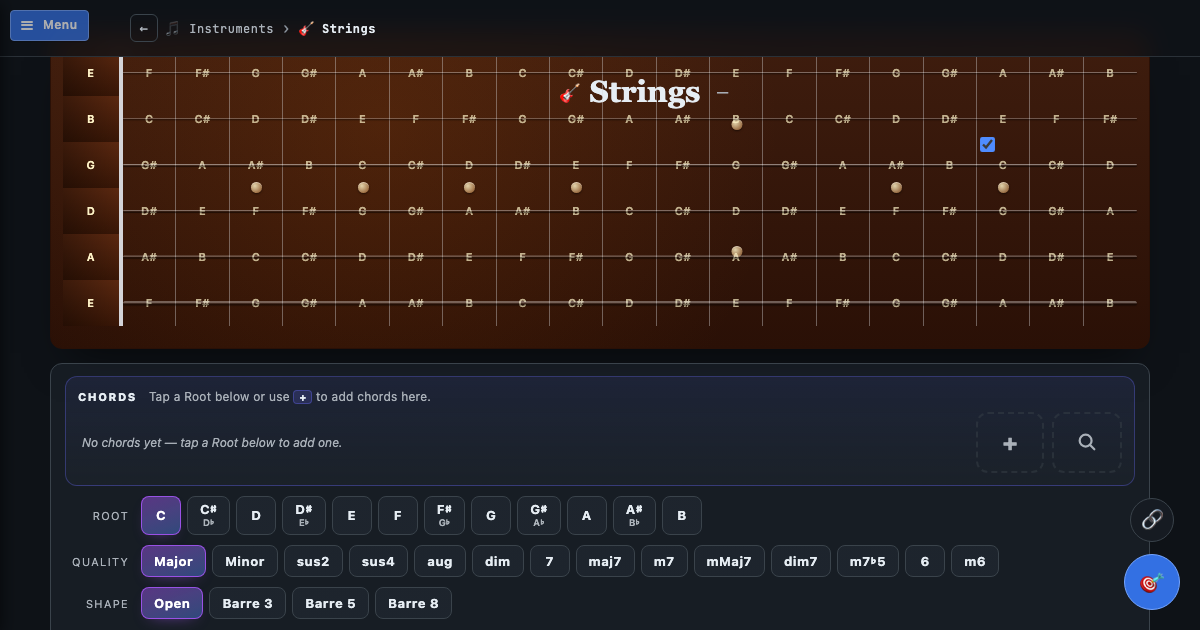 Menu
← Instruments › Strings
E F F# G G# A A# B C C# D D# E F F# G G# A A# B
Strings –
B C C# D D# E F F# G G# A A# B C C# D D# E F F#
G G# A A# B C C# D D# E F F# G G# A A# B C C# D
D D# E F F# G G# A A# B C C# D D# E F F# G G# A
A A# B C C# D D# E F F# G G# A A# B C C# D D# E
E F F# G G# A A# B C C# D D# E F F# G G# A A# B
CHORDS Tap a Root below or use + to add chords here.
No chords yet — tap a Root below to add one.
+
ROOT C C# D♭ D D# E♭ E F F# G♭ G G# A♭ A A# B♭ B
QUALITY Major Minor sus2 sus4 aug dim 7 maj7 m7 mMaj7 dim7 m7♭5 6 m6
SHAPE Open Barre 3 Barre 5 Barre 8